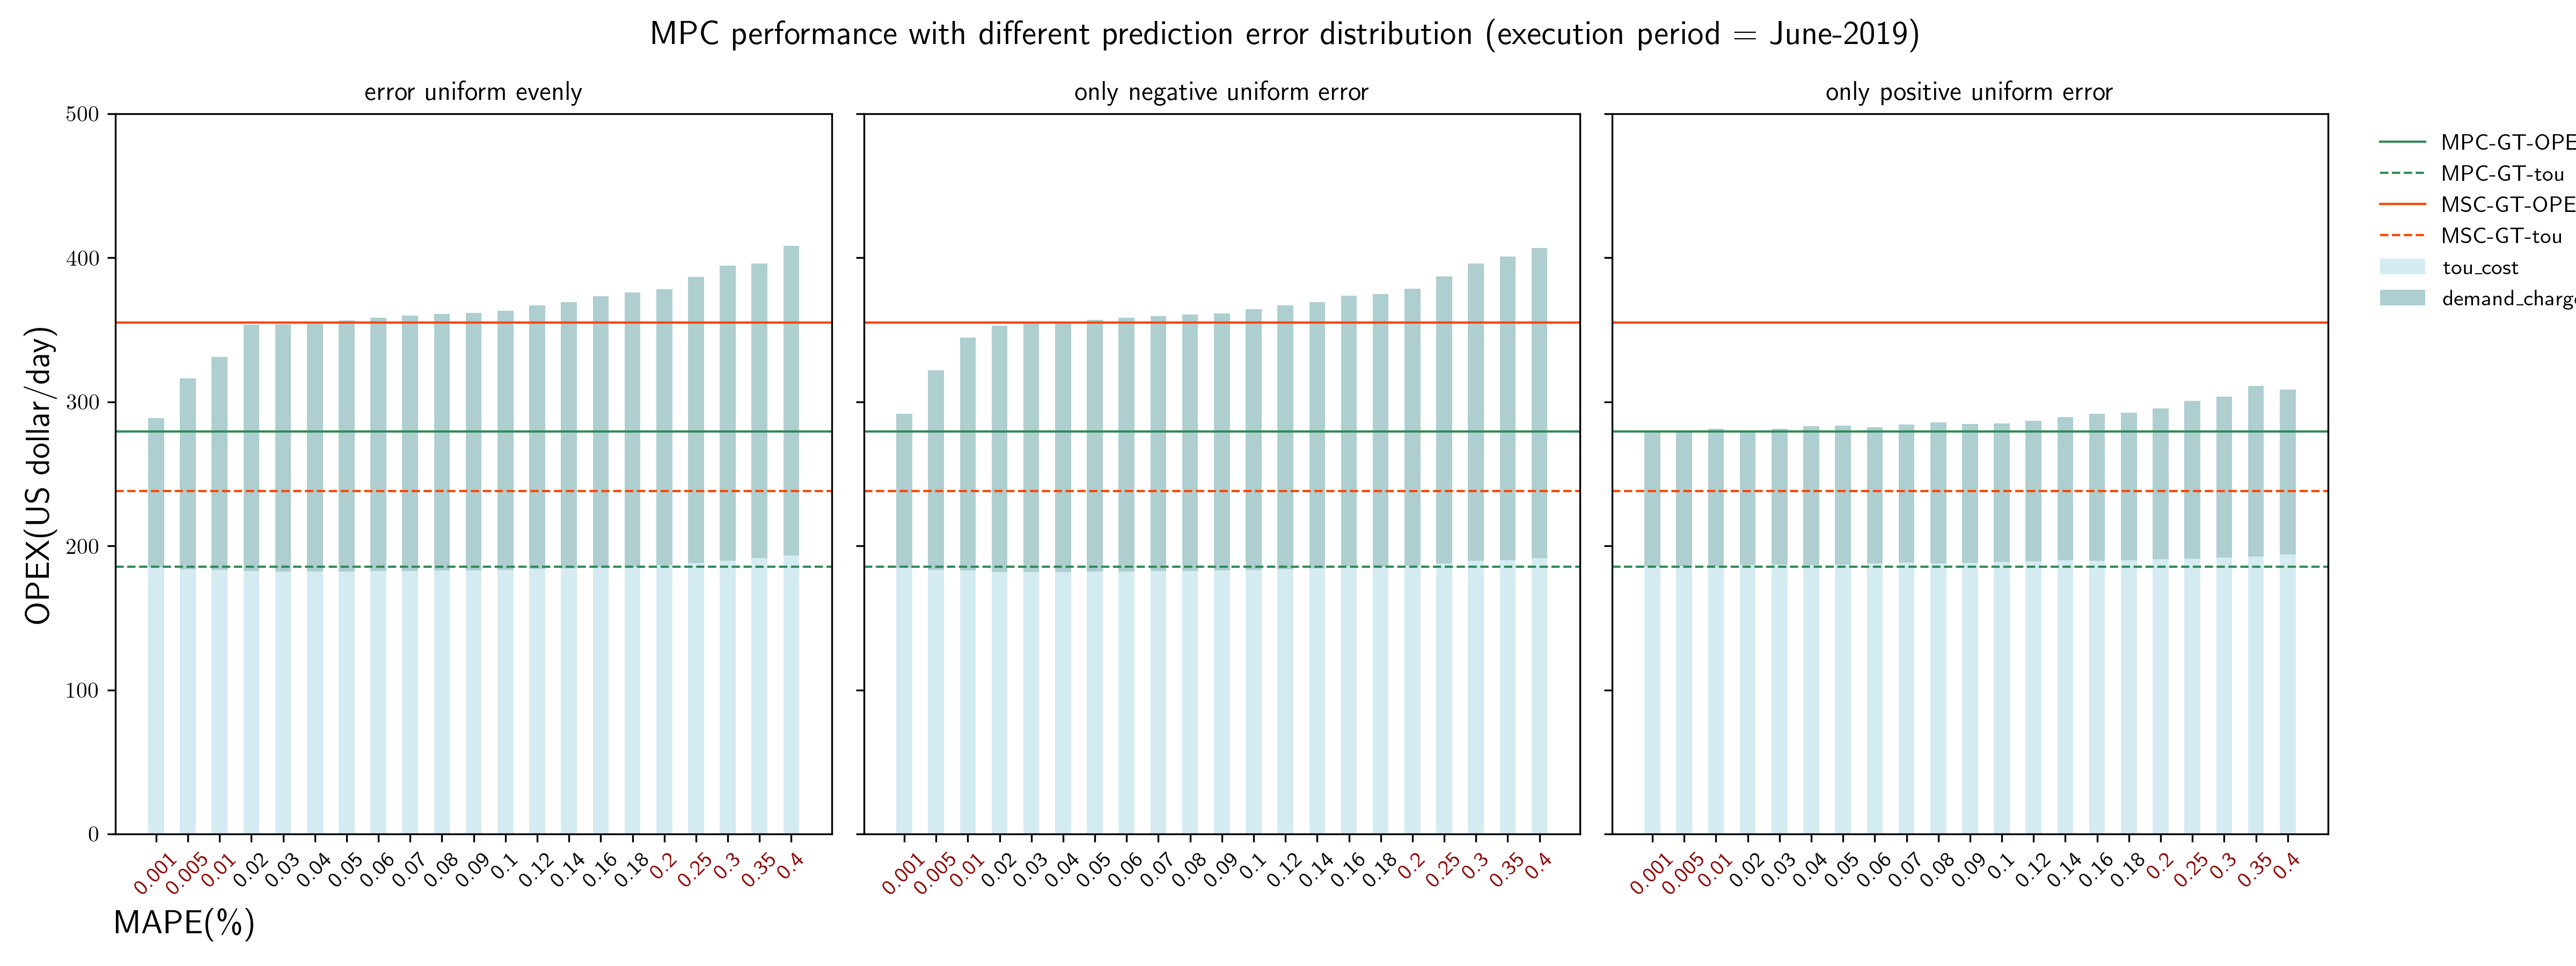 MPC performance with different prediction error distribution (execution period = June-2019)
error uniform evenly
only negative uniform error
only positive uniform error
OPEX(US dollar/day)
500
400
300
200
100
0
0.001 0.005 0.01 0.02 0.03 0.04 0.05 0.06 0.07 0.08 0.09 0.1 0.12 0.14 0.16 0.18 0.2 0.25 0.3 0.35 0.4
0.001 0.005 0.01 0.02 0.03 0.04 0.05 0.06 0.07 0.08 0.09 0.1 0.12 0.14 0.16 0.18 0.2 0.25 0.3 0.35 0.4
0.001 0.005 0.01 0.02 0.03 0.04 0.05 0.06 0.07 0.08 0.09 0.1 0.12 0.14 0.16 0.18 0.2 0.25 0.3 0.35 0.4
MAPE(%)
MPC-GT-OPE
MPC-GT-tou
MSC-GT-OPE
MSC-GT-tou
tou_cost
demand_charge